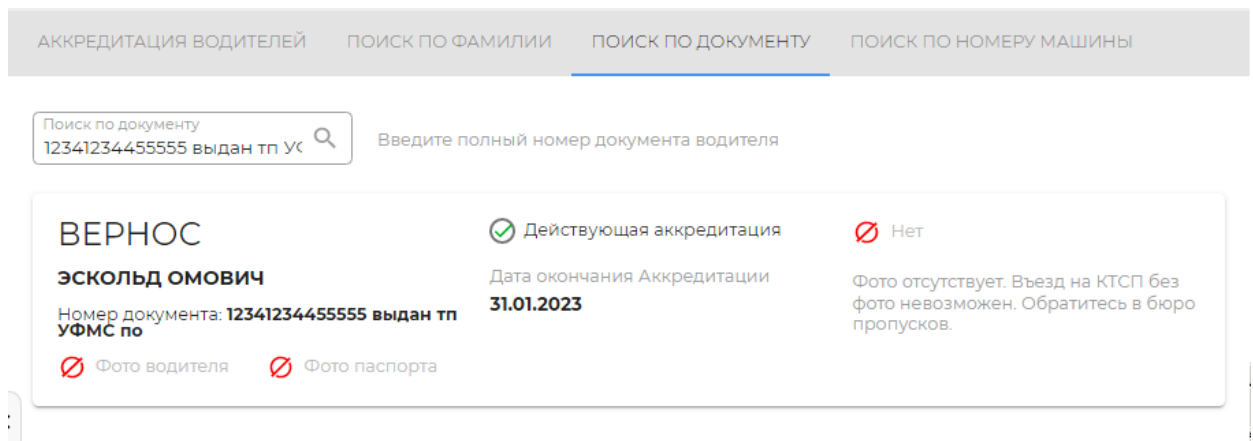 АККРЕДИТАЦИЯ ВОДИТЕЛЕЙ ПОИСК ПО ФАМИЛИИ ПОИСК ПО ДОКУМЕНТУ ПОИСК ПО НОМЕРУ МАШИНЫ
Поиск по документу
12341234455555 выдан тп УФ
Введите полный номер документа водителя
ВЕРНОС
ЭСКОЛЬД ОМОВИЧ
Номер документа: 12341234455555 выдан тп
УФМС по
Фото водителя Фото паспорта
Действующая аккредитация
Дата окончания Аккредитации
31.01.2023
Нет
Фото отсутствует. Въезд на КТСП без
фото невозможен. Обратитесь в бюро
пропусков.